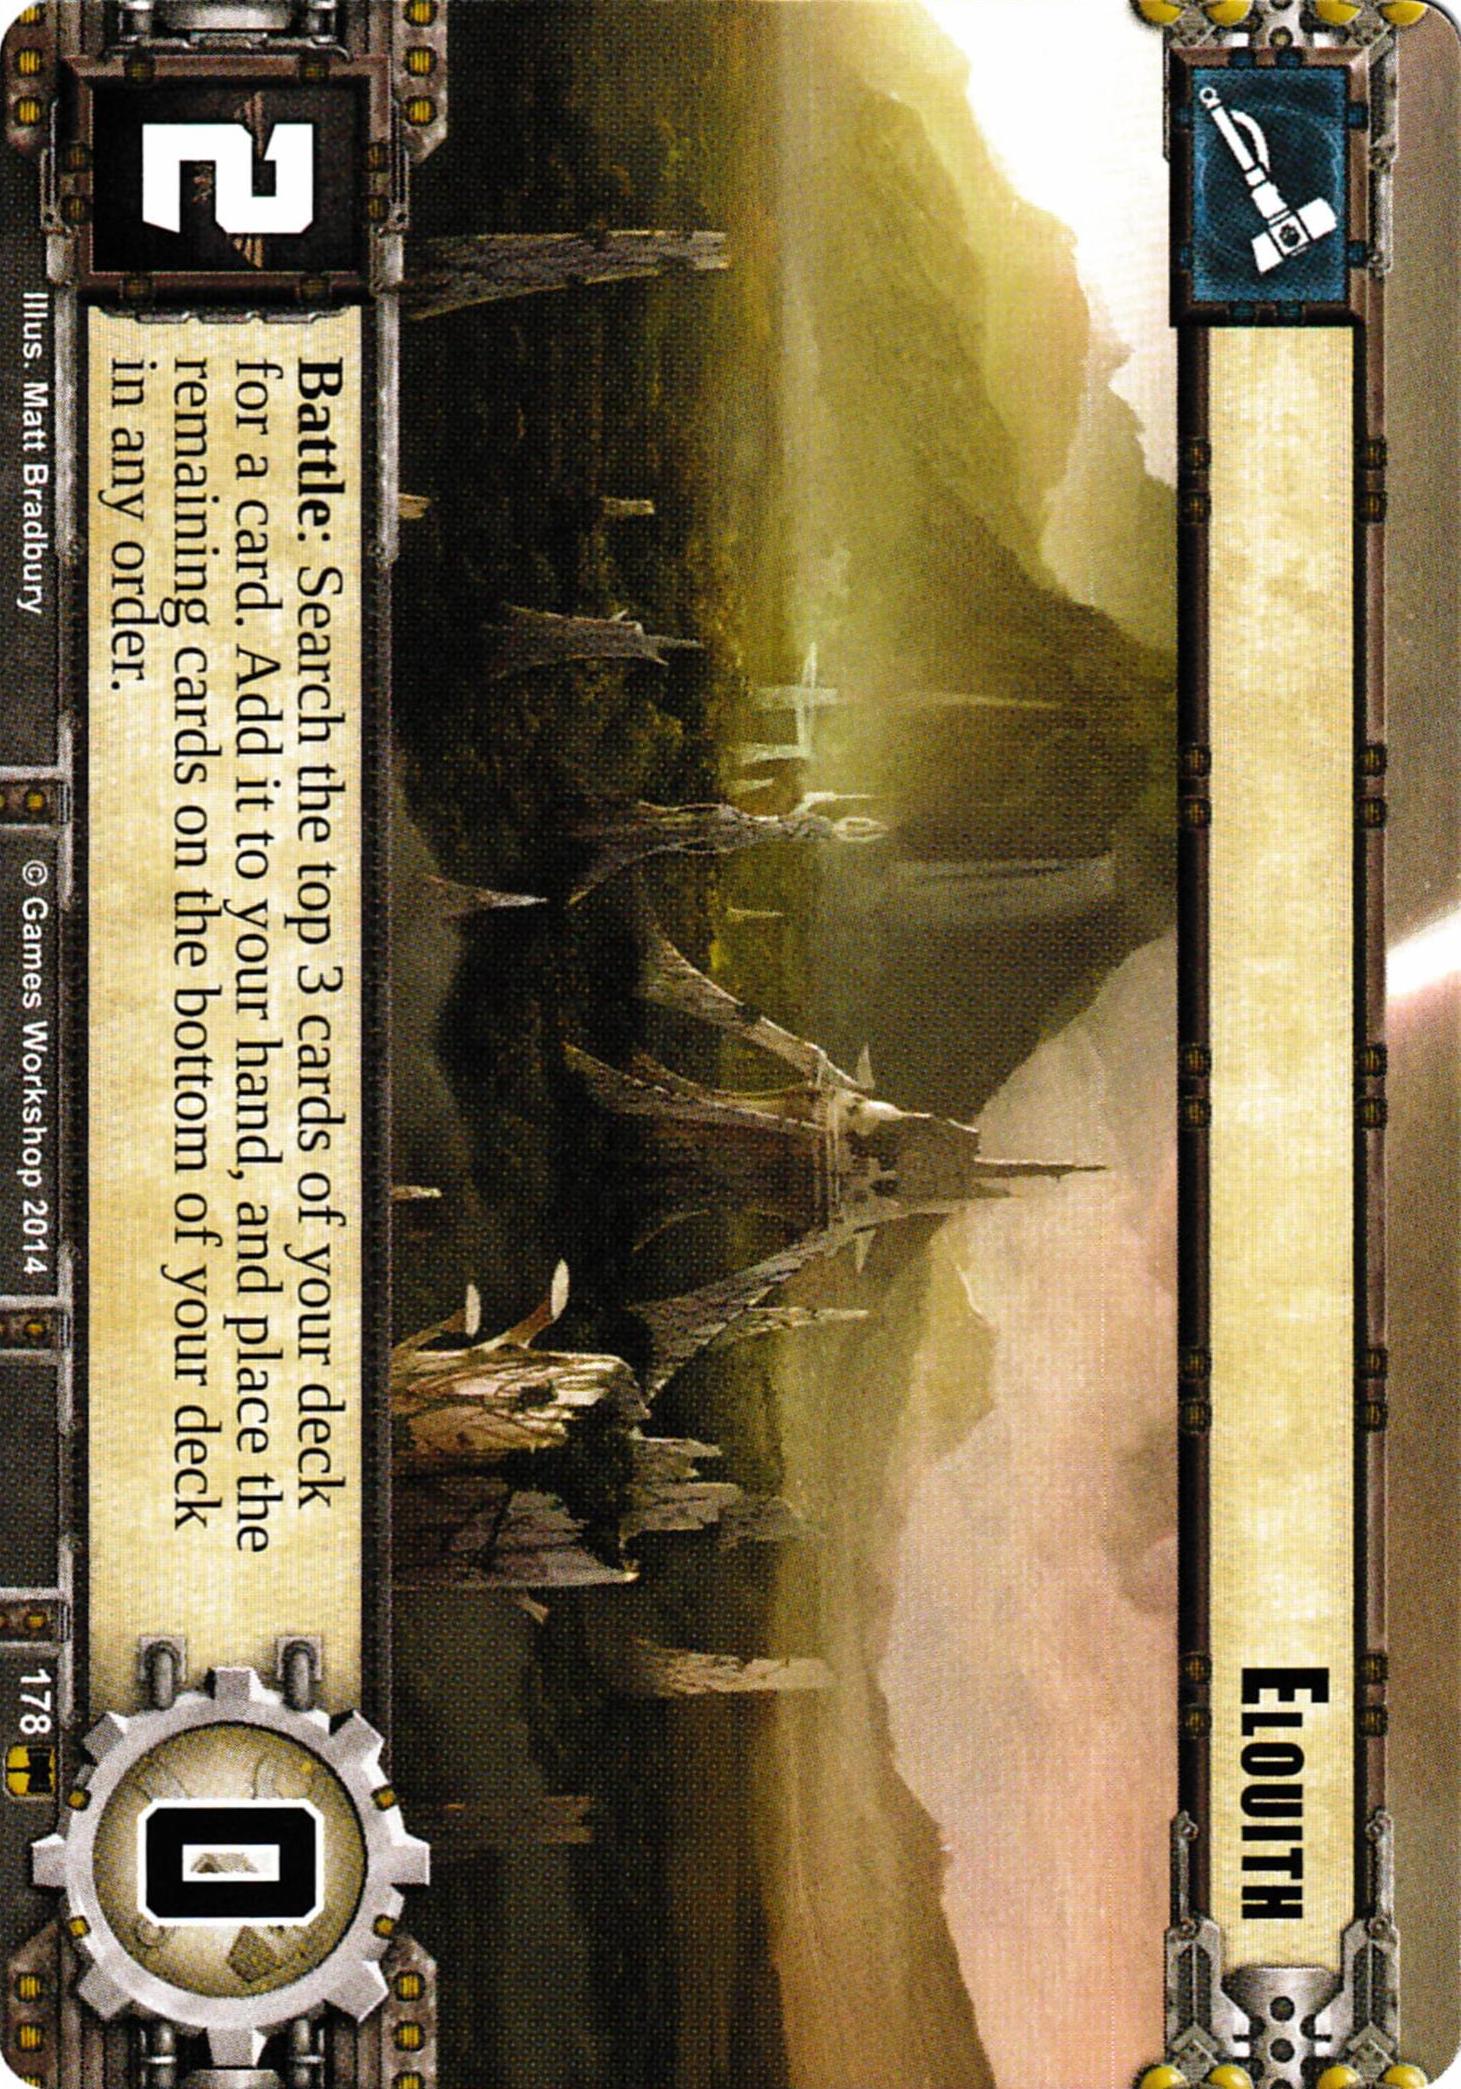 ELOUITH
2
Battle: Search the top 3 cards of your deck
for a card. Add it to your hand, and place the
remaining cards on the bottom of your deck
in any order.
0
Illus. Matt Bradbury
© Games Workshop 2014
178